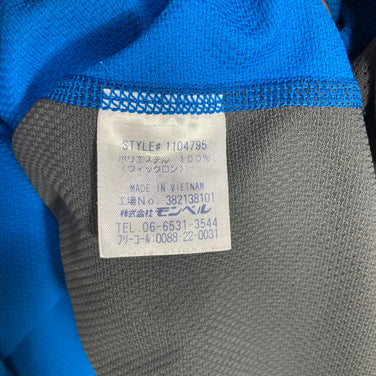 STYLE# 1104795
ポリエステル 100%
(ウィックロン)
MADE IN VIETNAM
工場No. 382138101
株式会社モンベル
TEL. 06-6531-3544
フリーコール:0088-22-0031